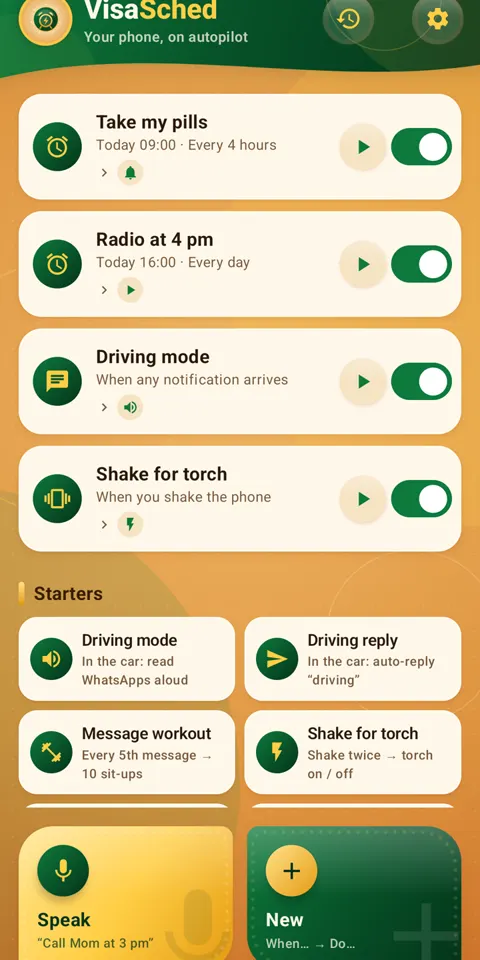 VisaSched
Your phone, on autopilot
Take my pills
Today 09:00 · Every 4 hours
Radio at 4 pm
Today 16:00 · Every day
Driving mode
When any notification arrives
Shake for torch
When you shake the phone
Starters
Driving mode
In the car: read
WhatsApps aloud
Driving reply
In the car: auto-reply
“driving”
Message workout
Every 5th message →
10 sit-ups
Shake for torch
Shake twice → torch
on / off
Speak
“Call Mom at 3 pm”
New
When... → Do...